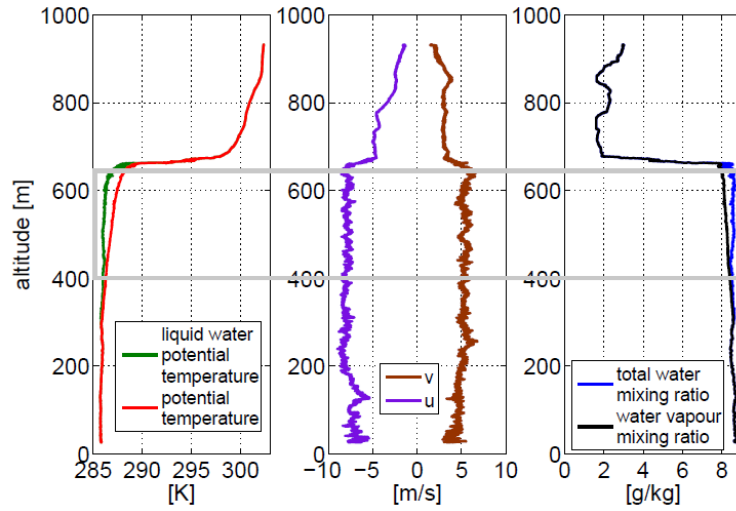 1000
800
600
400
200
0
altitude [m]
285 290 295 300
[K]
liquid water
potential
temperature
potential
temperature
1000
800
600
400
200
0
−10 −5 0 5 10
[m/s]
v
u
1000
800
600
400
200
0
0 2 4 6 8
[g/kg]
total water
mixing ratio
water vapour
mixing ratio